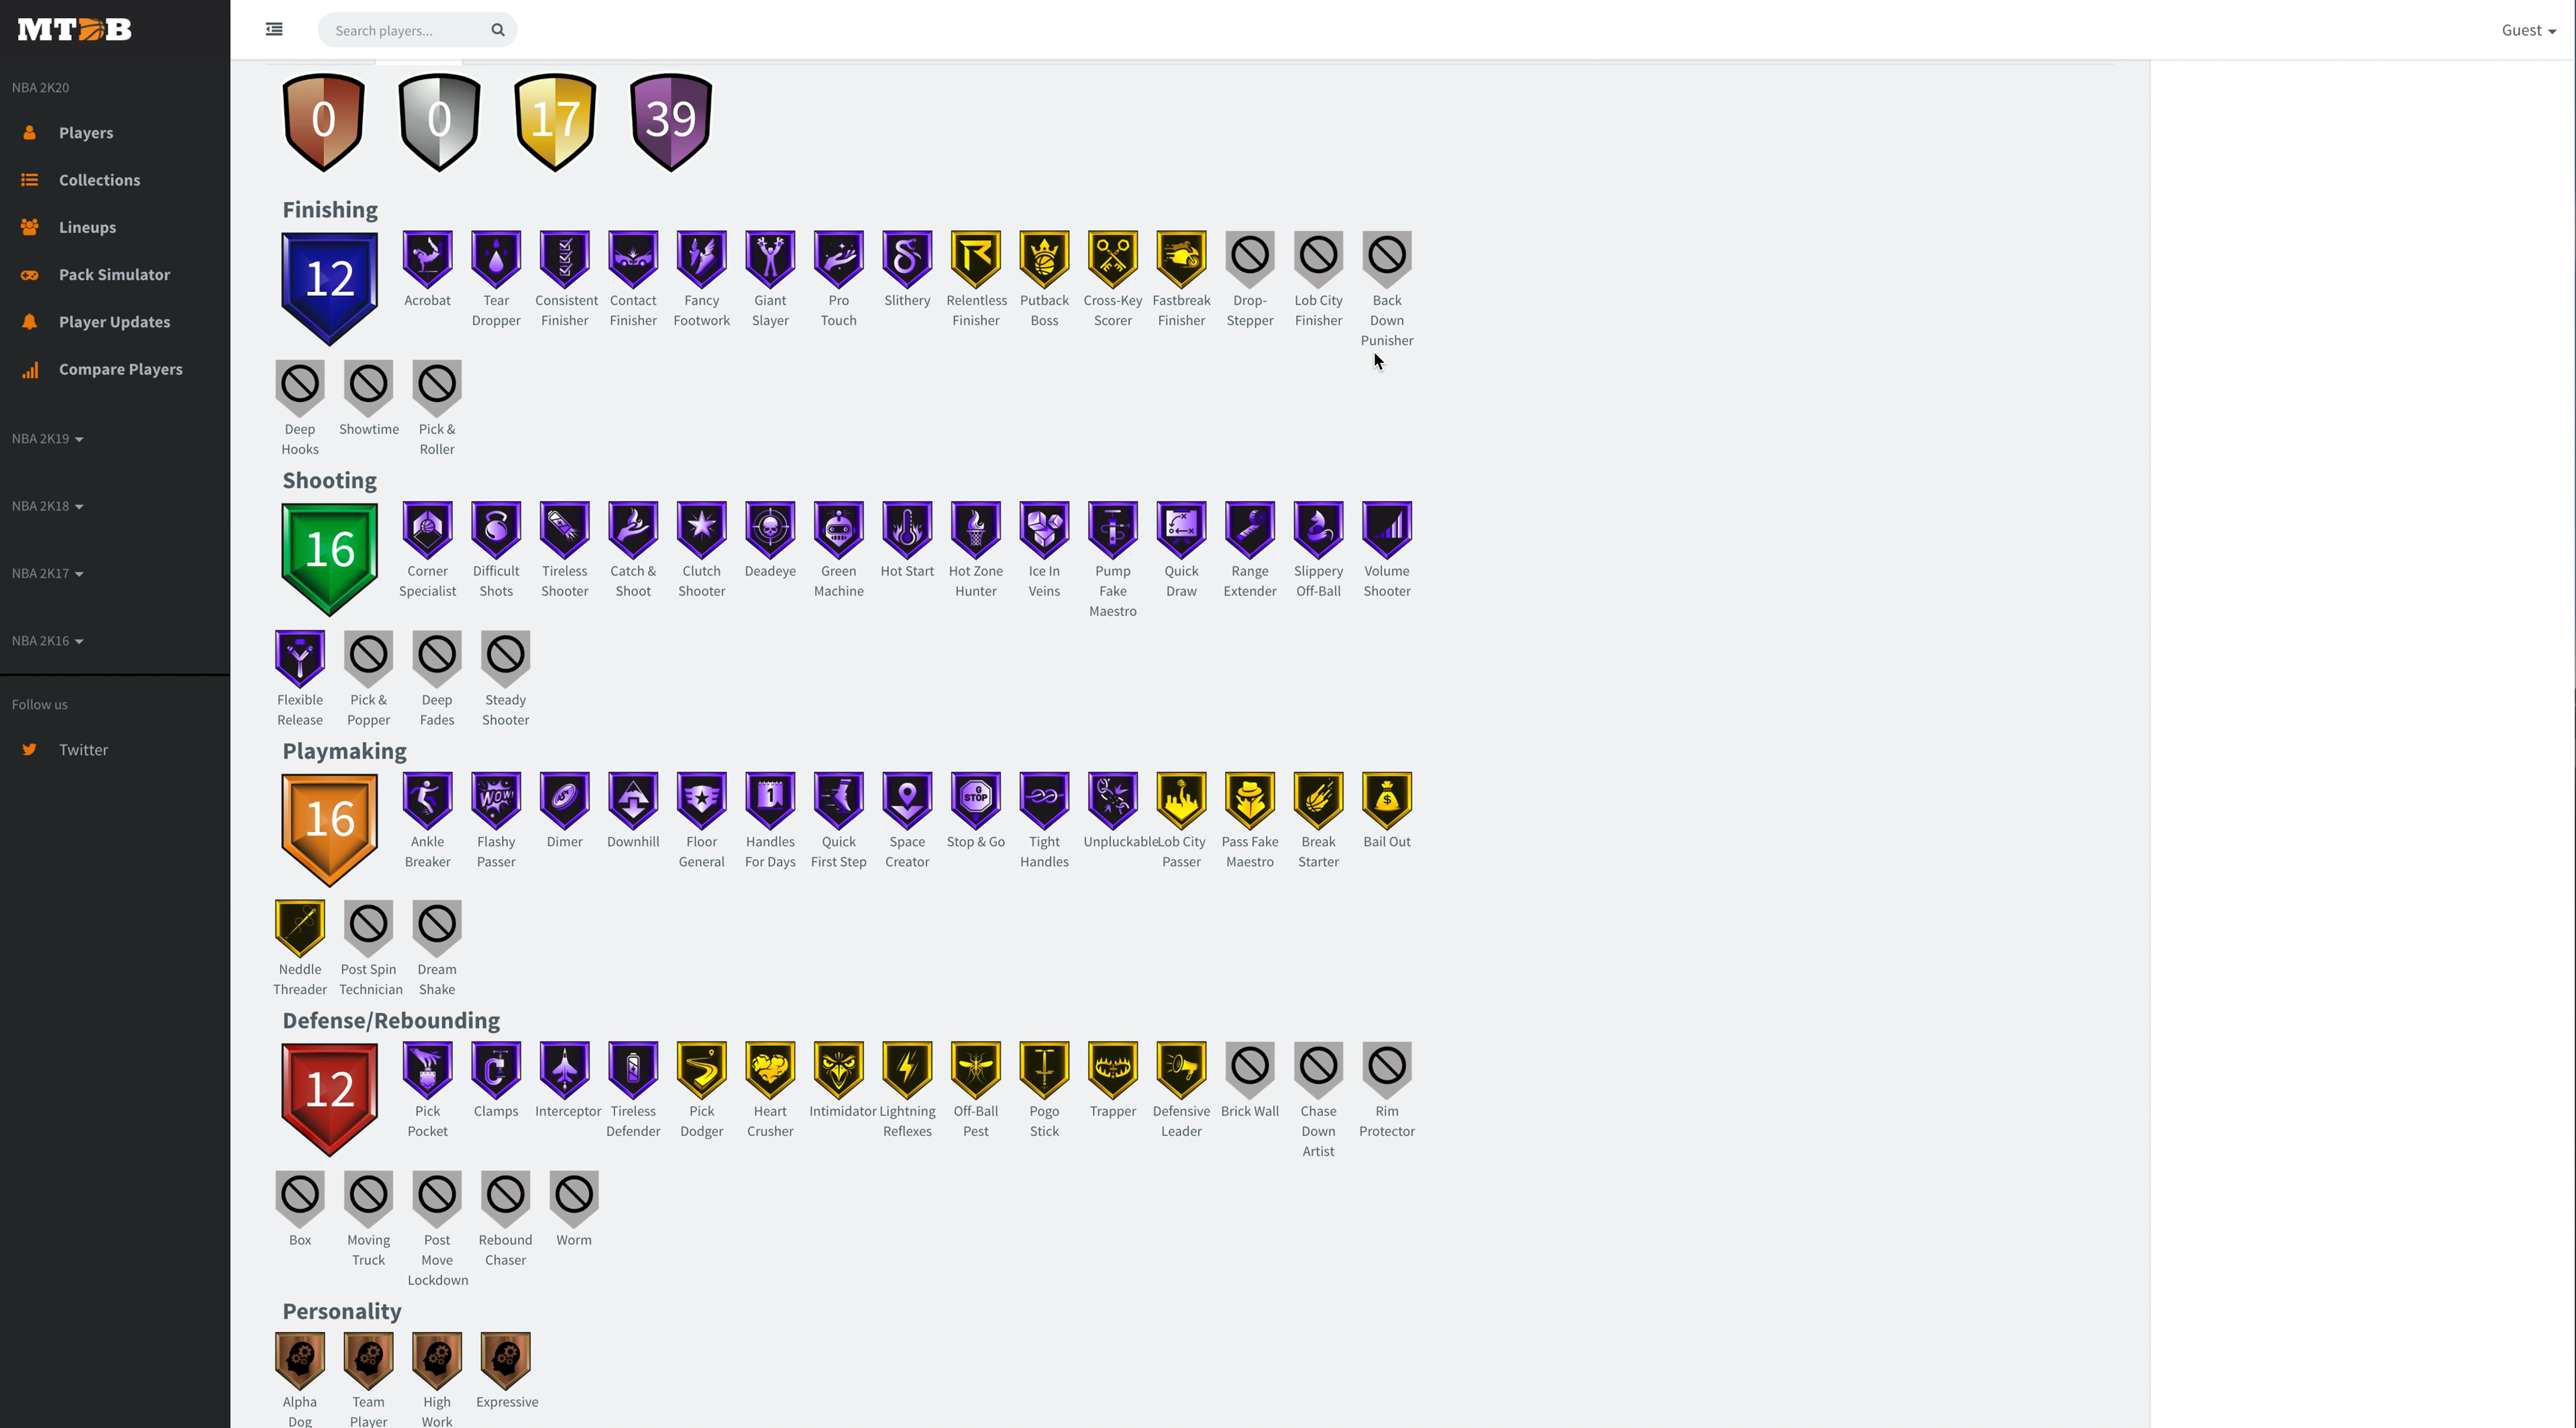 MTDB
Search players...
Guest
NBA 2K20
Players
Collections
Lineups
Pack Simulator
Player Updates
Compare Players
NBA 2K19
NBA 2K18
NBA 2K17
NBA 2K16
Follow us
Twitter
0 0 17 39
Finishing
12
Acrobat
Tear
Dropper
Consistent
Finisher
Contact
Finisher
Fancy
Footwork
Giant
Slayer
Pro
Touch
Slithery
Relentless
Finisher
Putback
Boss
Cross-Key
Scorer
Fastbreak
Finisher
Drop-
Stepper
Lob City
Finisher
Back
Down
Punisher
Deep
Hooks
Showtime
Pick &
Roller
Shooting
16
Corner
Specialist
Difficult
Shots
Tireless
Shooter
Catch &
Shoot
Clutch
Shooter
Deadeye
Green
Machine
Hot Start
Hot Zone
Hunter
Ice In
Veins
Pump
Fake
Maestro
Quick
Draw
Range
Extender
Slippery
Off-Ball
Volume
Shooter
Flexible
Release
Pick &
Popper
Deep
Fades
Steady
Shooter
Playmaking
16
Ankle
Breaker
WOW!
Flashy
Passer
Dimer
Downhill
Floor
General
1
Handles
For Days
Quick
First Step
Space
Creator
G
STOP
Stop & Go
Tight
Handles
Unpluckable
Lob City
Passer
Pass Fake
Maestro
Break
Starter
$
Bail Out
Neddle
Threader
Post Spin
Technician
Dream
Shake
Defense/Rebounding
12
Pick
Pocket
Clamps
Interceptor
Tireless
Defender
Pick
Dodger
Heart
Crusher
Intimidator
Lightning
Reflexes
Off-Ball
Pest
Pogo
Stick
Trapper
Defensive
Leader
Brick Wall
Chase
Down
Artist
Rim
Protector
Box
Moving
Truck
Post
Move
Lockdown
Rebound
Chaser
Worm
Personality
Alpha
Dog
Team
Player
High
Work
Expressive